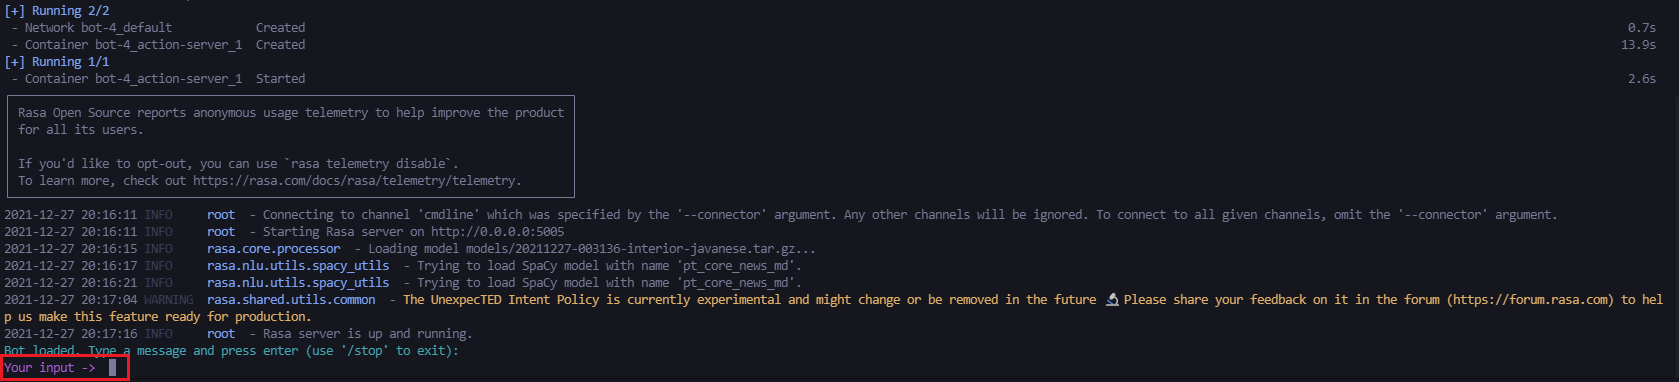 [+] Running 2/2
- Network bot-4_default Created 0.7s
- Container bot-4_action-server_1 Created 13.9s
[+] Running 1/1
- Container bot-4_action-server_1 Started 2.6s
Rasa Open Source reports anonymous usage telemetry to help improve the product
for all its users.
If you'd like to opt-out, you can use `rasa telemetry disable`.
To learn more, check out https://rasa.com/docs/rasa/telemetry/telemetry.
2021-12-27 20:16:11 INFO root - Connecting to channel 'cmdline' which was specified by the '--connector' argument. Any other channels will be ignored. To connect to all given channels, omit the '--connector' argument.
2021-12-27 20:16:11 INFO root - Starting Rasa server on http://0.0.0.0:5005
2021-12-27 20:16:15 INFO rasa.core.processor - Loading model models/20211227-003136-interior-javanese.tar.gz...
2021-12-27 20:16:17 INFO rasa.nlu.utils.spacy_utils - Trying to load SpaCy model with name 'pt_core_news_md'.
2021-12-27 20:16:21 INFO rasa.nlu.utils.spacy_utils - Trying to load SpaCy model with name 'pt_core_news_md'.
2021-12-27 20:17:04 WARNING rasa.shared.utils.common - The UnexpecTED Intent Policy is currently experimental and might change or be removed in the future 🔬 Please share your feedback on it in the forum (https://forum.rasa.com) to hel
p us make this feature ready for production.
2021-12-27 20:17:16 INFO root - Rasa server is up and running.
Bot loaded. Type a message and press enter (use '/stop' to exit):
Your input ->